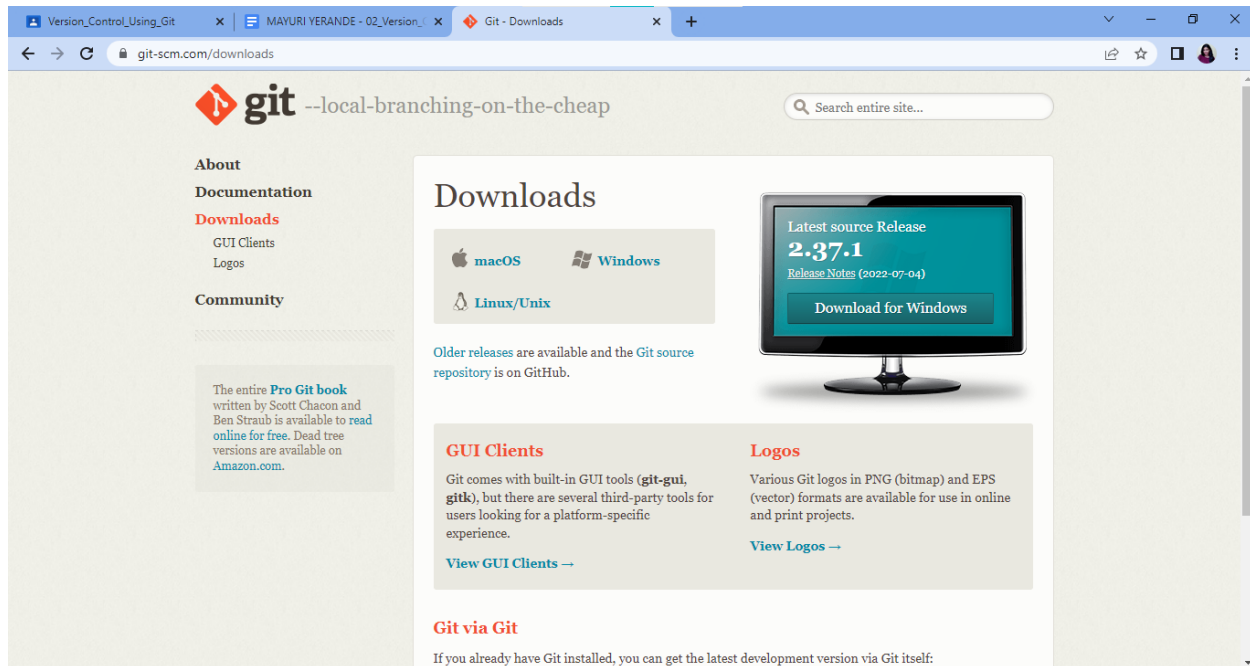 Version_Control_Using_Git
MAYURI YERANDE - 02_Version_
Git - Downloads
git-scm.com/downloads
git --local-branching-on-the-cheap
Search entire site...
About
Documentation
Downloads
GUI Clients
Logos
Community
The entire Pro Git book
written by Scott Chacon and
Ben Straub is available to read
online for free. Dead tree
versions are available on
Amazon.com.
Downloads
macOS
Windows
Linux/Unix
Older releases are available and the Git source
repository is on GitHub.
Latest source Release
2.37.1
Release Notes (2022-07-04)
Download for Windows
GUI Clients
Git comes with built-in GUI tools (git-gui,
gitk), but there are several third-party tools for
users looking for a platform-specific
experience.
View GUI Clients →
Logos
Various Git logos in PNG (bitmap) and EPS
(vector) formats are available for use in online
and print projects.
View Logos →
Git via Git
If you already have Git installed, you can get the latest development version via Git itself: